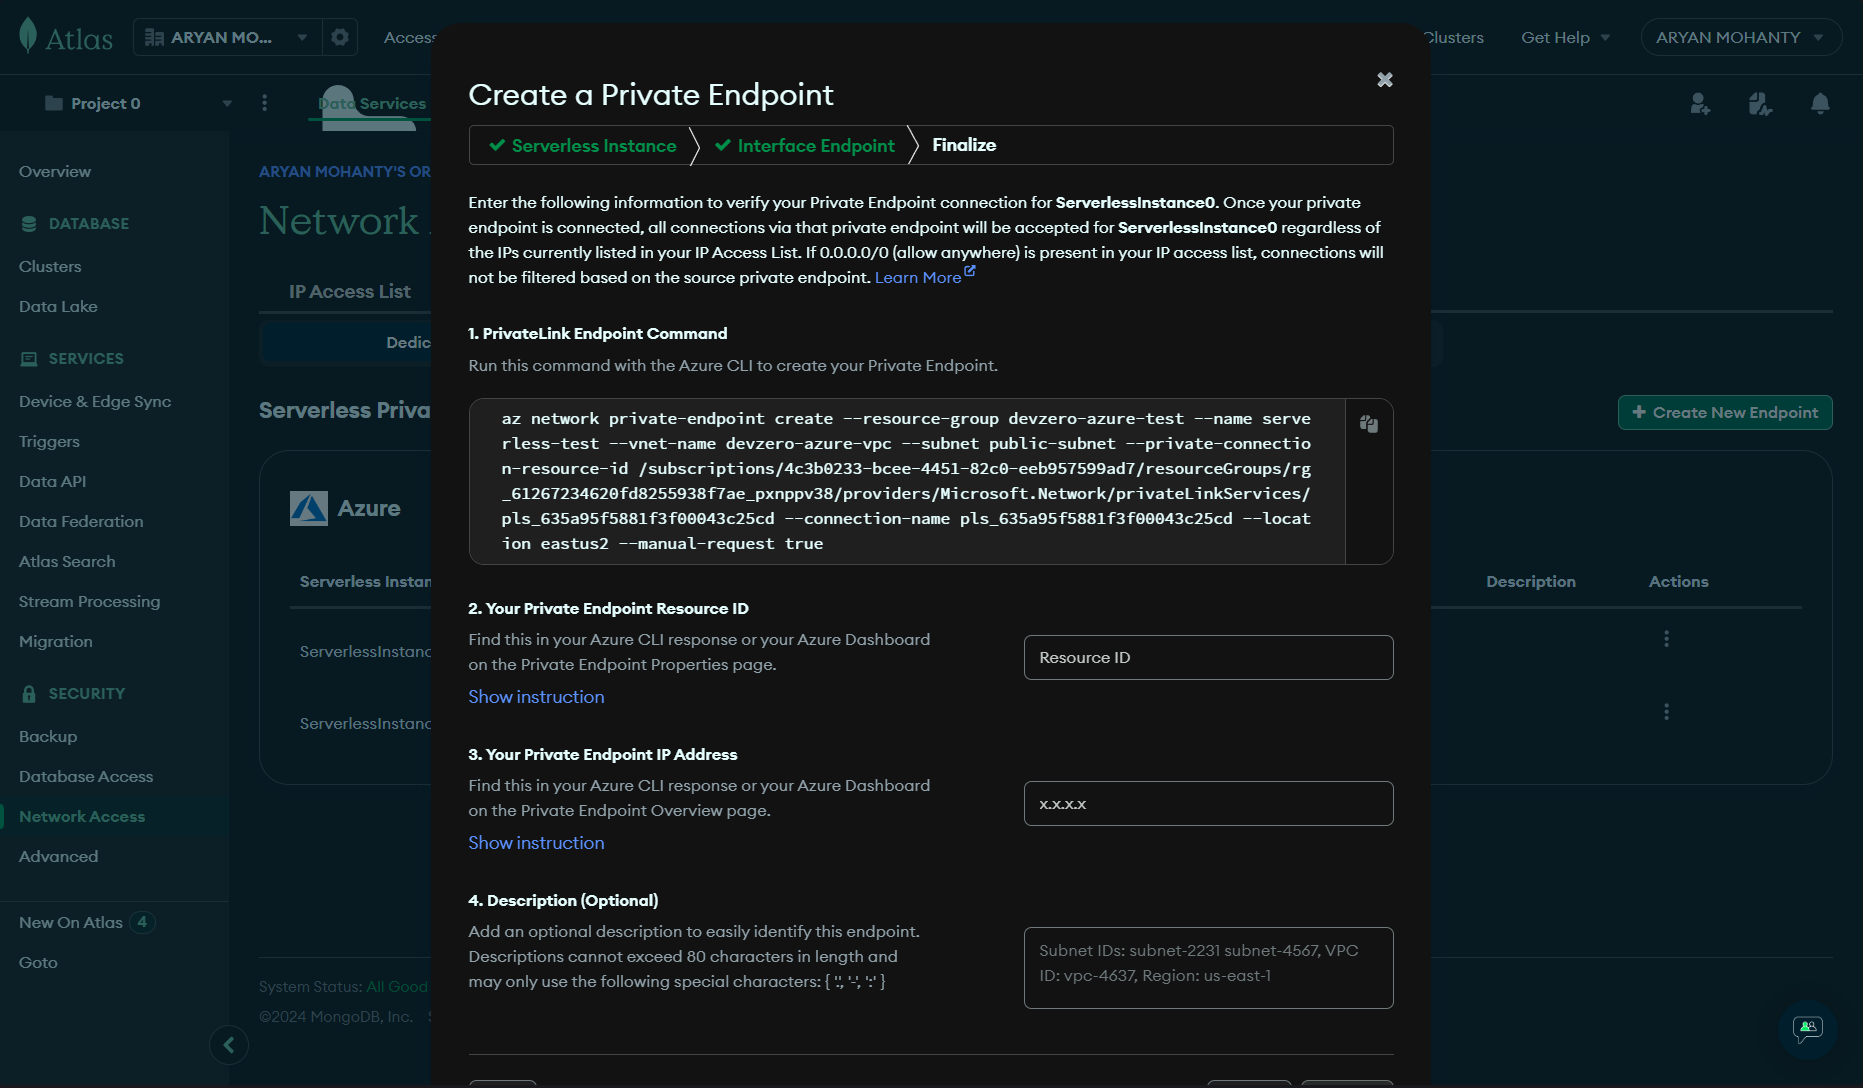 Atlas
ARYAN MO...
Access
Clusters
Get Help
ARYAN MOHANTY
Project 0
Data Services
Overview
DATABASE
Clusters
Data Lake
SERVICES
Device & Edge Sync
Triggers
Data API
Data Federation
Atlas Search
Stream Processing
Migration
SECURITY
Backup
Database Access
Network Access
Advanced
New On Atlas 4
Goto
ARYAN MOHANTY'S OR
Network
IP Access List
Dedic
Serverless Priva
Create New Endpoint
Azure
Serverless Instan
Description
Actions
ServerlessInstanc
ServerlessInstanc
System Status: All Good
©2024 MongoDB, Inc.
Create a Private Endpoint
Serverless Instance
Interface Endpoint
Finalize
Enter the following information to verify your Private Endpoint connection for ServerlessInstance0. Once your private
endpoint is connected, all connections via that private endpoint will be accepted for ServerlessInstance0 regardless of
the IPs currently listed in your IP Access List. If 0.0.0.0/0 (allow anywhere) is present in your IP access list, connections will
not be filtered based on the source private endpoint. Learn More
1. PrivateLink Endpoint Command
Run this command with the Azure CLI to create your Private Endpoint.
az network private-endpoint create --resource-group devzero-azure-test --name serve
rless-test --vnet-name devzero-azure-vpc --subnet public-subnet --private-connectio
n-resource-id /subscriptions/4c3b0233-bcee-4451-82c0-eeb957599ad7/resourceGroups/rg
_61267234620fd8255938f7ae_pxnppv38/providers/Microsoft.Network/privateLinkServices/
pls_635a95f5881f3f00043c25cd --connection-name pls_635a95f5881f3f00043c25cd --locat
ion eastus2 --manual-request true
2. Your Private Endpoint Resource ID
Find this in your Azure CLI response or your Azure Dashboard
on the Private Endpoint Properties page.
Show instruction
Resource ID
3. Your Private Endpoint IP Address
Find this in your Azure CLI response or your Azure Dashboard
on the Private Endpoint Overview page.
Show instruction
x.x.x.x
4. Description (Optional)
Add an optional description to easily identify this endpoint.
Descriptions cannot exceed 80 characters in length and
may only use the following special characters: { '.', '-', ':' }
Subnet IDs: subnet-2231 subnet-4567, VPC
ID: vpc-4637, Region: us-east-1